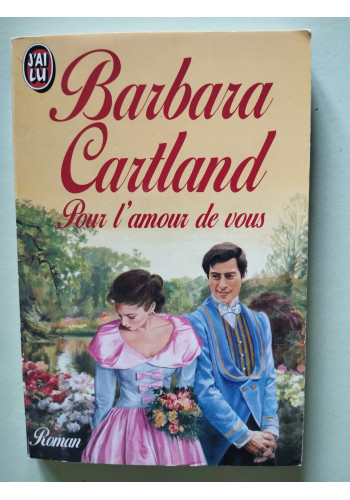 J'AI
LU
Barbara
Cartland
Pour l'amour de vous
Roman